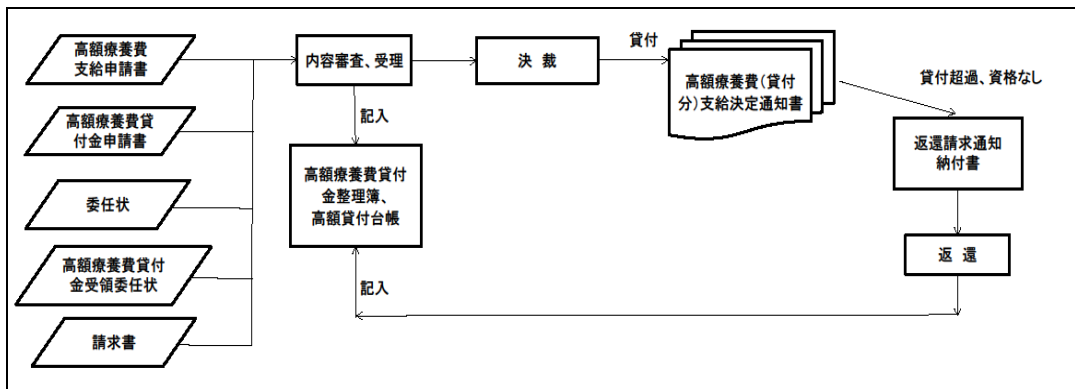 高額療養費
支給申請書
高額療養費貸
付金申請書
委任状
高額療養費貸付
金受領委任状
請求書
内容審査、受理
記入
高額療養費貸付
金整理簿、
高額貸付台帳
記入
決 裁
貸付
高額療養費(貸付
分)支給決定通知書
貸付超過、資格なし
返還請求通知
納付書
返 還